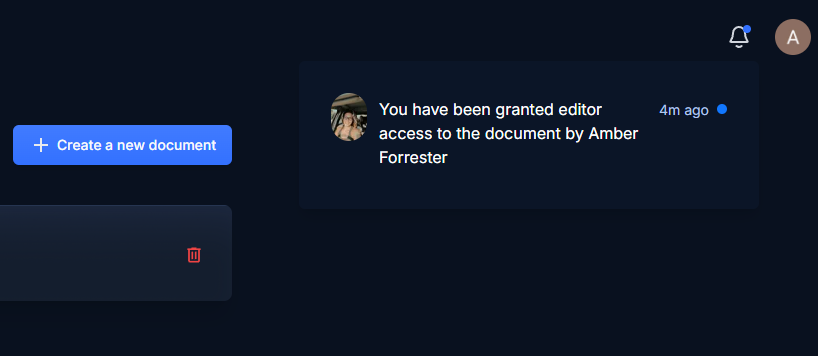 A
You have been granted editor
4m ago
access to the document by Amber
Forrester
Create a new document